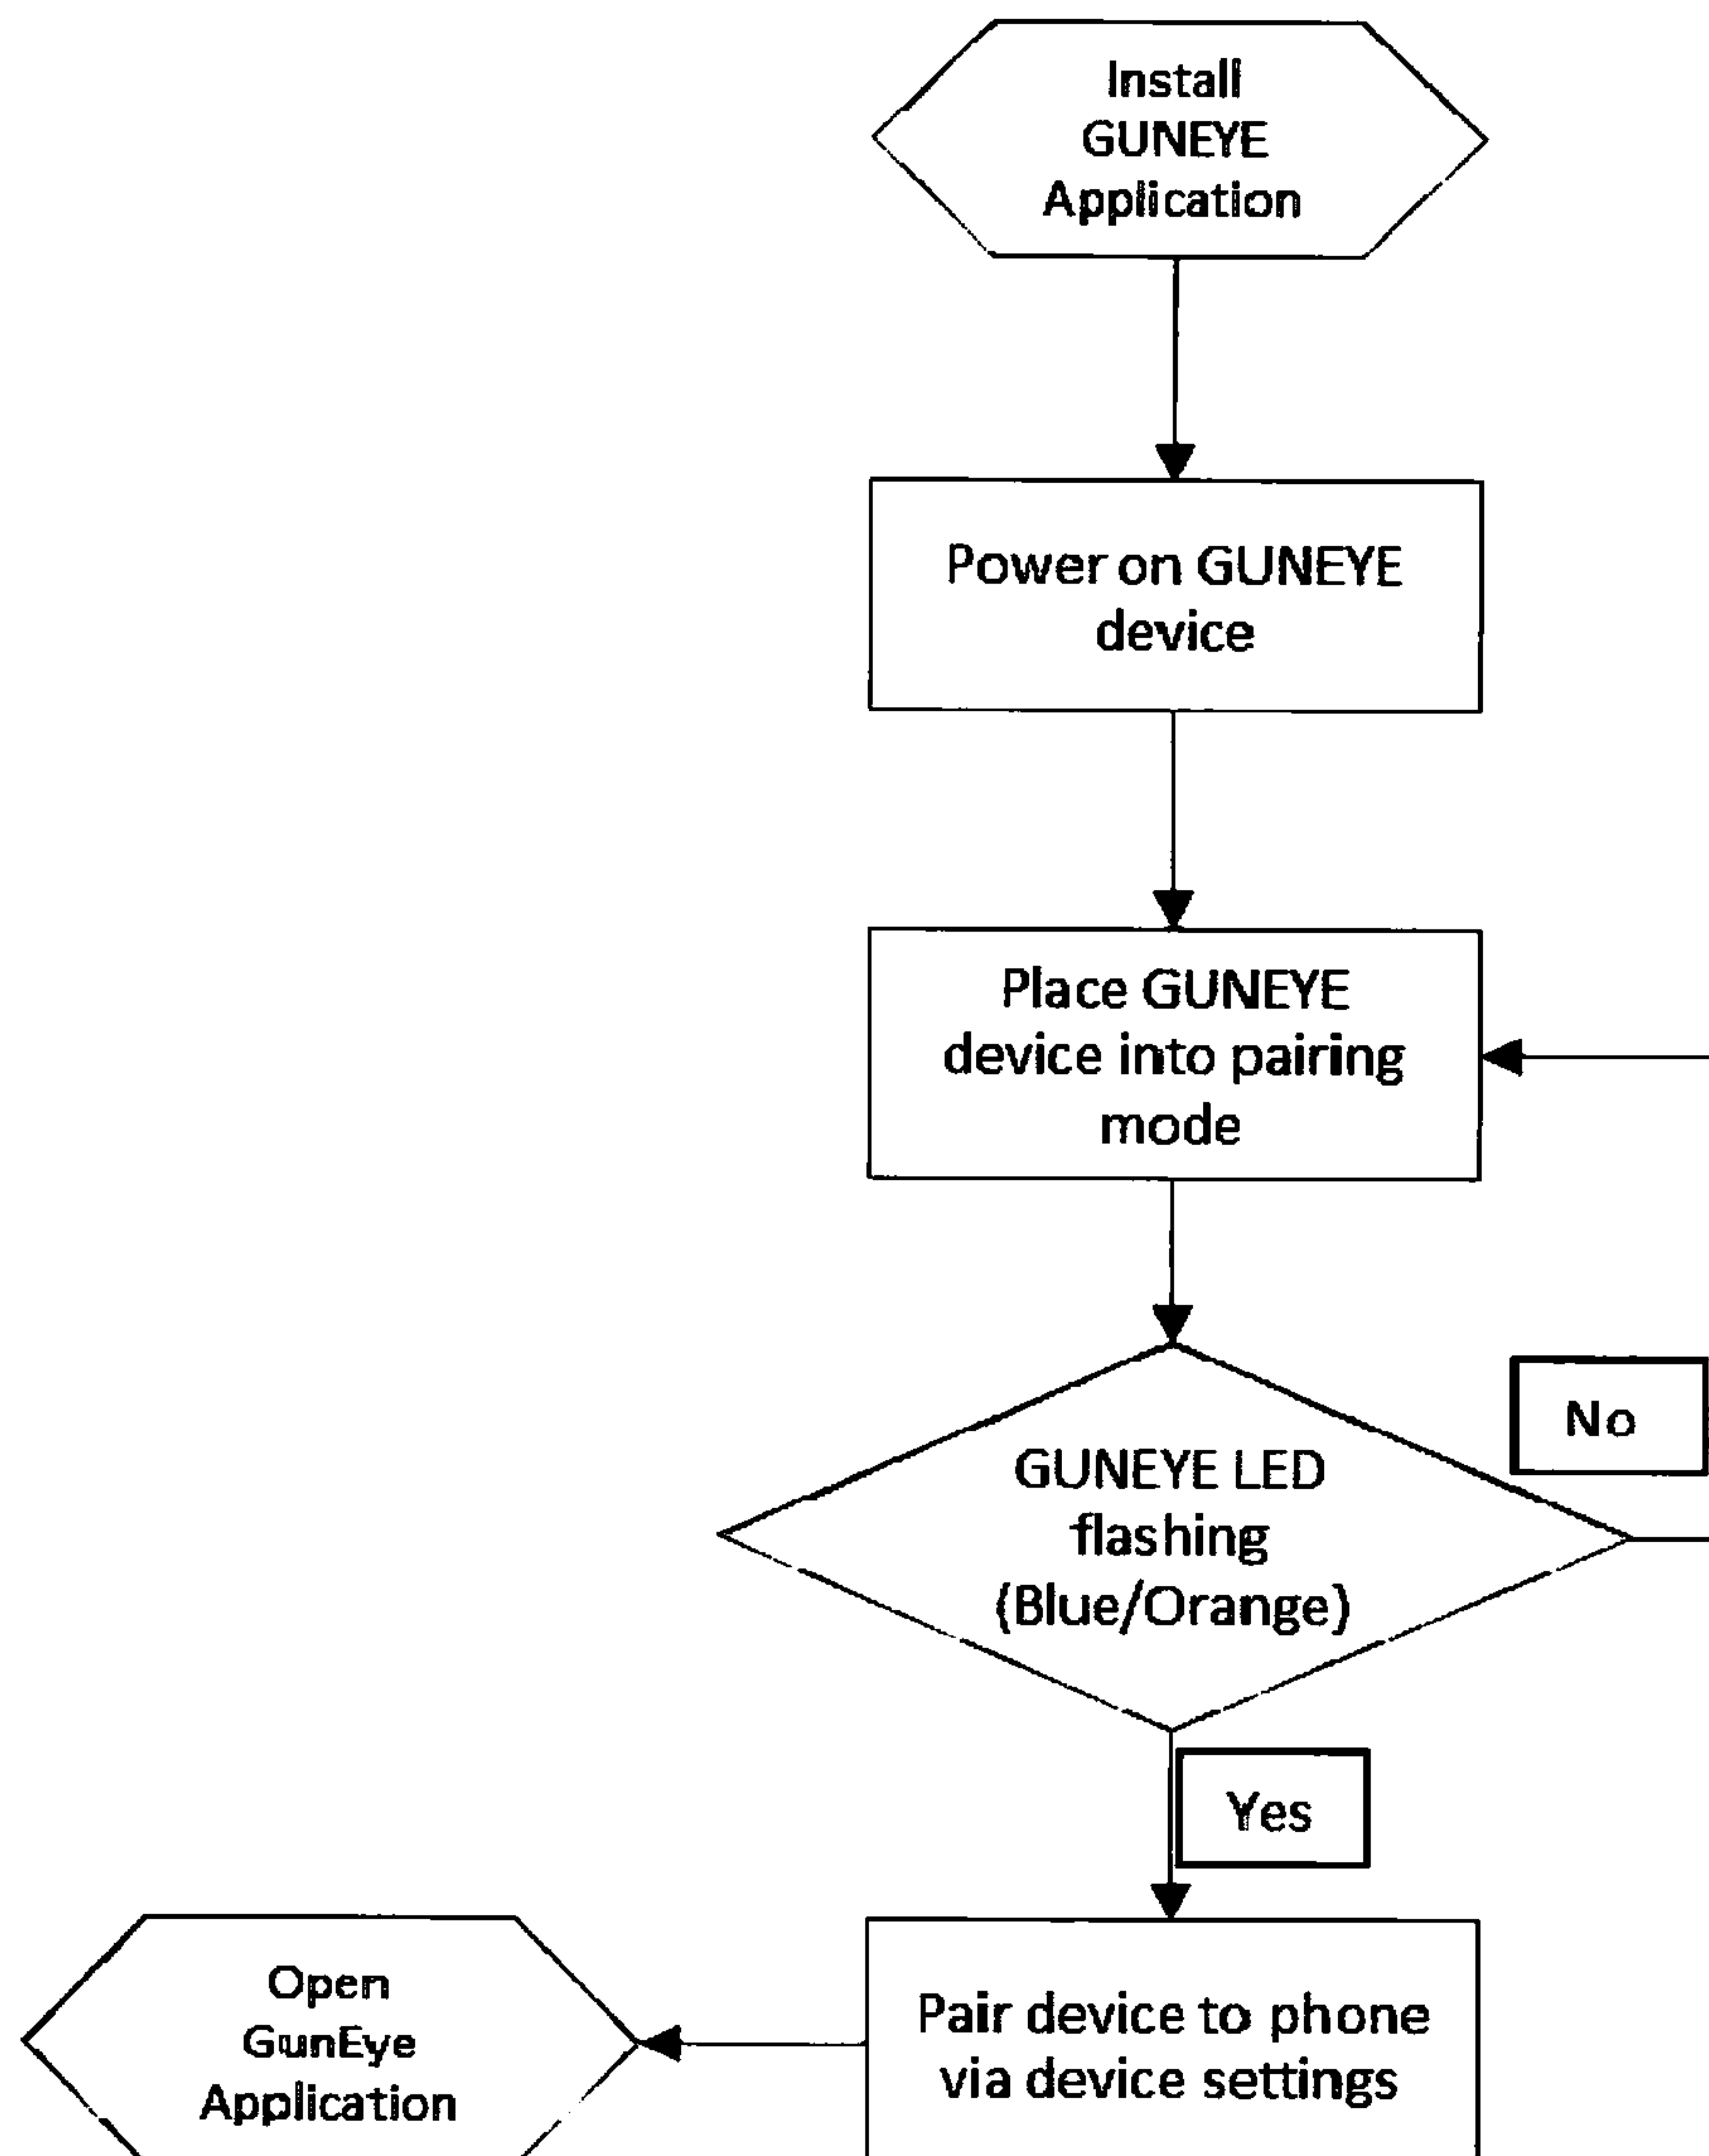 Install
GUNEYE
Application
Power on GUNEYE
device
Place GUNEYE
device into pairing
mode
No
GUNEYE LED
flashing
(Blue/Orange)
Yes
Open
GunEye
Application
Pair device to phone
via device settings